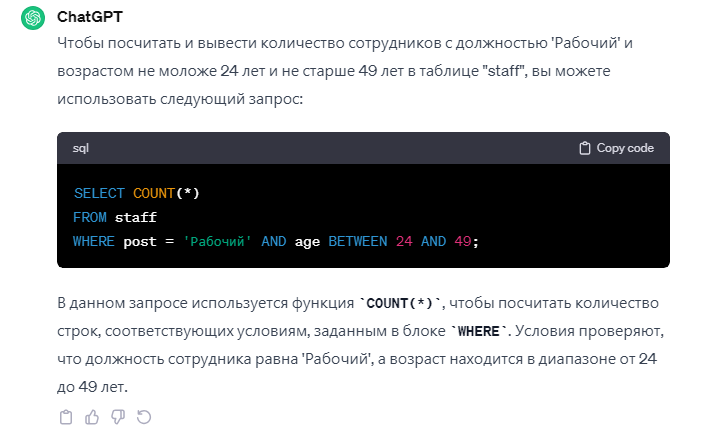 ChatGPT
Чтобы посчитать и вывести количество сотрудников с должностью 'Рабочий' и
возрастом не моложе 24 лет и не старше 49 лет в таблице "staff", вы можете
использовать следующий запрос:
sql Copy code
SELECT COUNT(*)
FROM staff
WHERE post = 'Рабочий' AND age BETWEEN 24 AND 49;
В данном запросе используется функция `COUNT(*)`, чтобы посчитать количество
строк, соответствующих условиям, заданным в блоке `WHERE`. Условия проверяют,
что должность сотрудника равна 'Рабочий', а возраст находится в диапазоне от 24
до 49 лет.